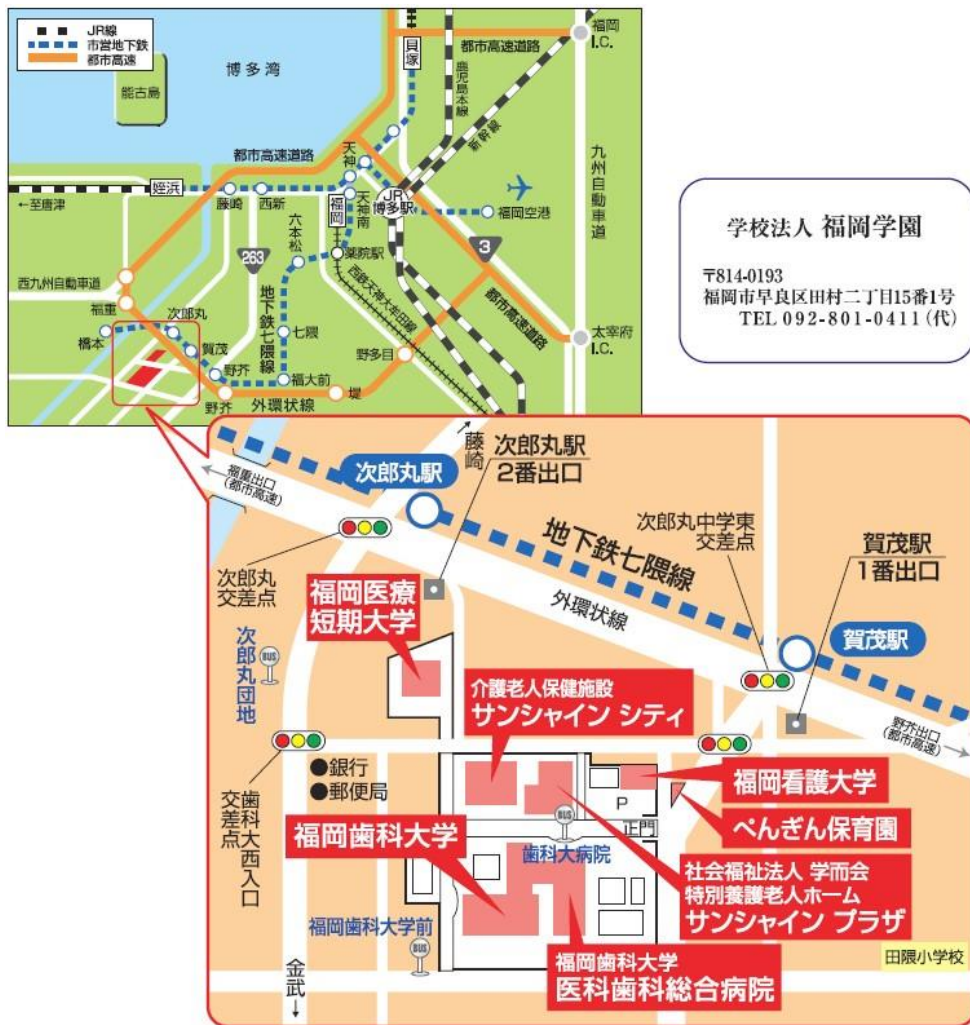 JR線
市営地下鉄
都市高速
博多湾
能古島
貝塚
都市高速道路
福岡
I.C.
鹿児島本線
新幹線
九州自動車道
都市高速道路
天神
姪浜
←至唐津
藤崎
西新
福岡
天神南
JR
博多駅
福岡空港
六本松
263
薬院駅
3
西九州自動車道
福重
橋本
次郎丸
賀茂
野芥
地下鉄七隈線
七隈
福大前
西鉄天神大牟田線
野多目
都市高速道路
太宰府
I.C.
野芥
外環状線
堤
学校法人 福岡学園
〒814-0193
福岡市早良区田村二丁目15番1号
TEL 092-801-0411(代)
福重出口
(都市高速)
次郎丸駅
藤崎
次郎丸駅
2番出口
地下鉄七隈線
外環状線
次郎丸中学東
交差点
賀茂駅
1番出口
賀茂駅
野芥出口
(都市高速)
次郎丸
交差点
次郎丸団地
BUS
福岡医療
短期大学
介護老人保健施設
サンシャイン シティ
歯科大西入口
交差点
●銀行
●郵便局
福岡歯科大学
BUS
歯科大病院
P
正門
福岡看護大学
ぺんぎん保育園
社会福祉法人 学而会
特別養護老人ホーム
サンシャイン プラザ
福岡歯科大学前
BUS
福岡歯科大学
医科歯科総合病院
田隈小学校
金武